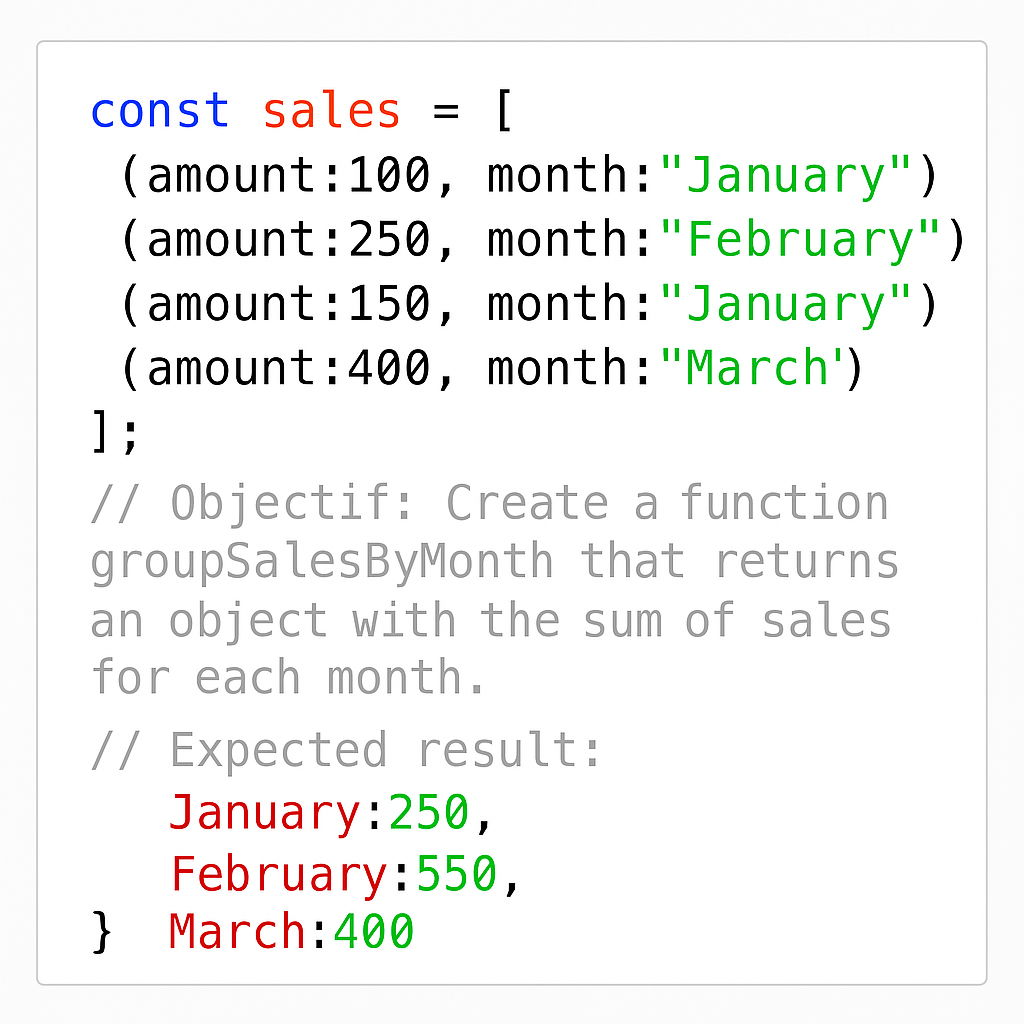 const sales = [
(amount:100, month:"January")
(amount:250, month:"February")
(amount:150, month:"January")
(amount:400, month:"March')
];
// Objectif: Create a function
groupSalesByMonth that returns
an object with the sum of sales
for each month.
// Expected result:
January:250,
February:550,
} March:400